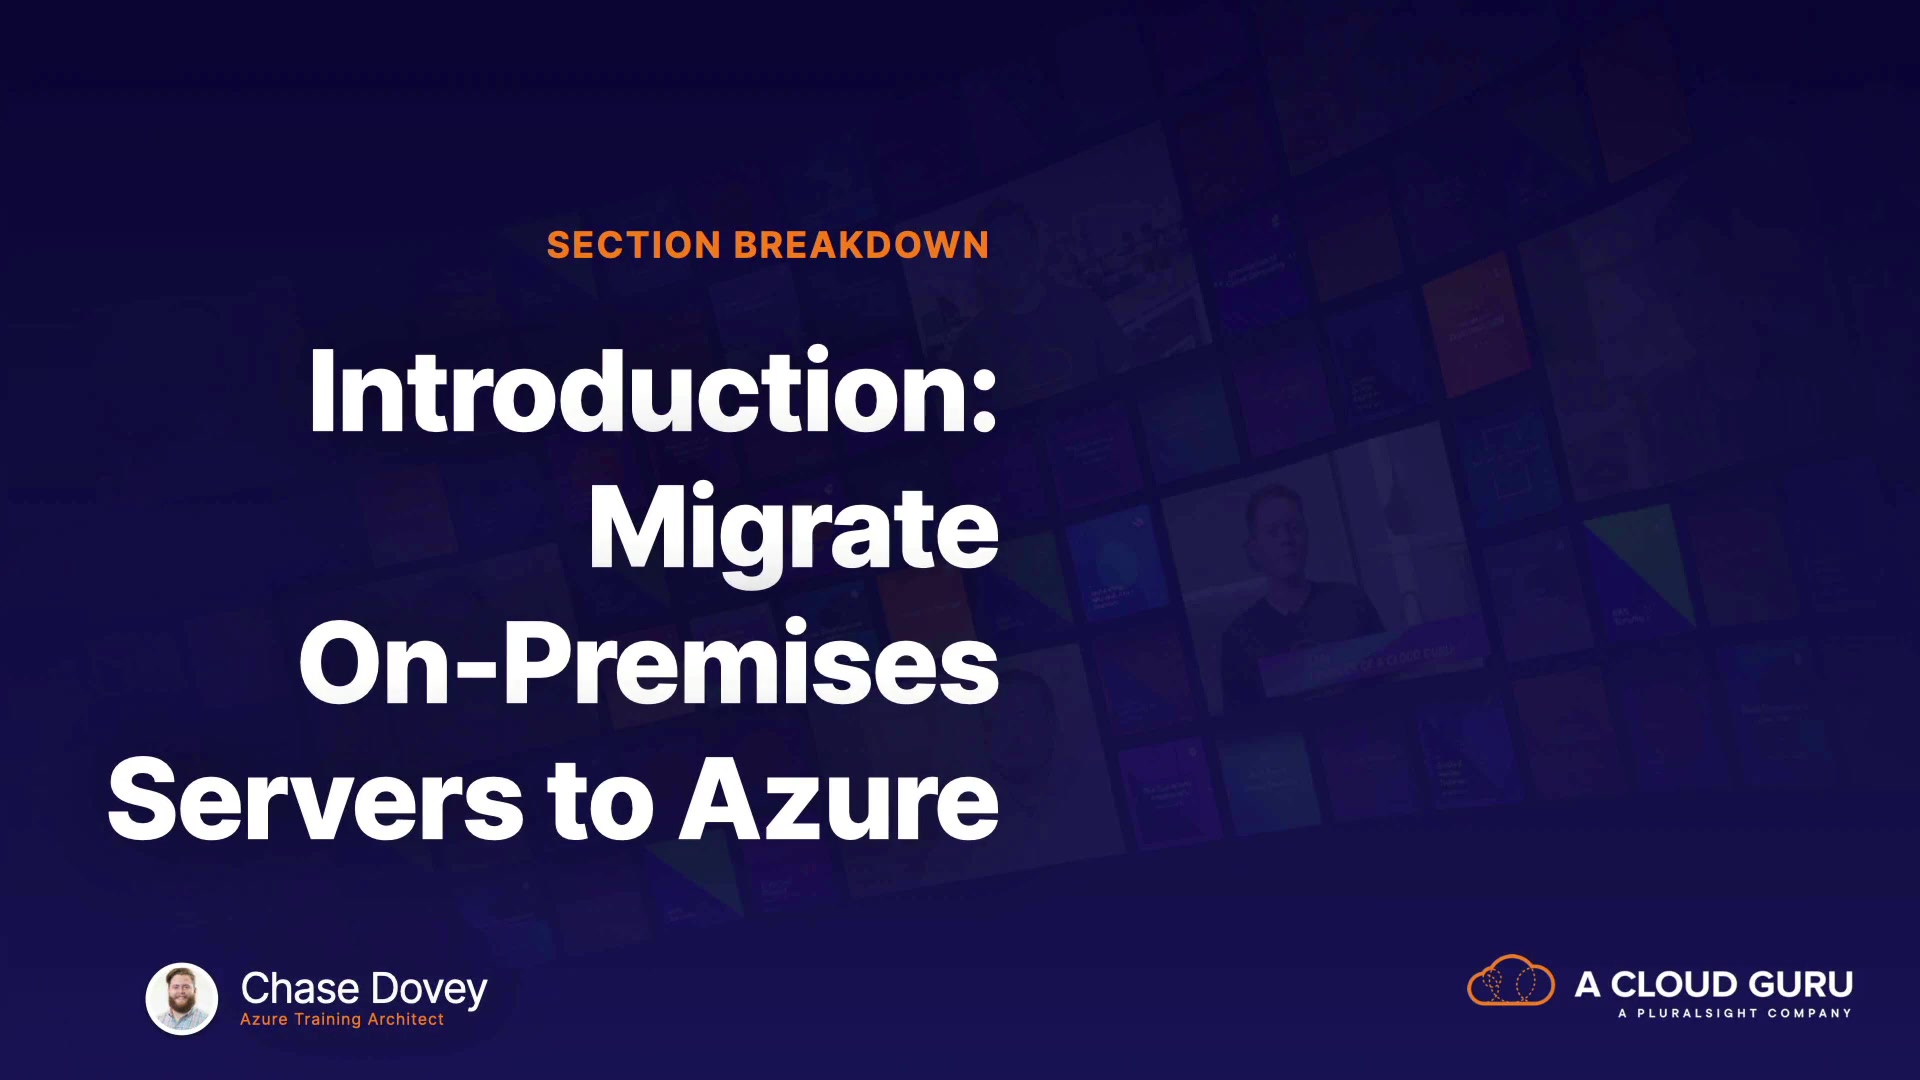 SECTION BREAKDOWN
Introduction:
Migrate
On-Premises
Servers to Azure
Chase Dovey
Azure Training Architect
A CLOUD GURU
A PLURALSIGHT COMPANY